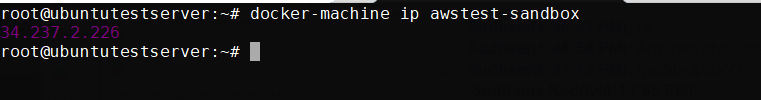 root@ubuntutestserver:~# docker-machine ip awstest-sandbox
34.237.2.226
root@ubuntutestserver:~#